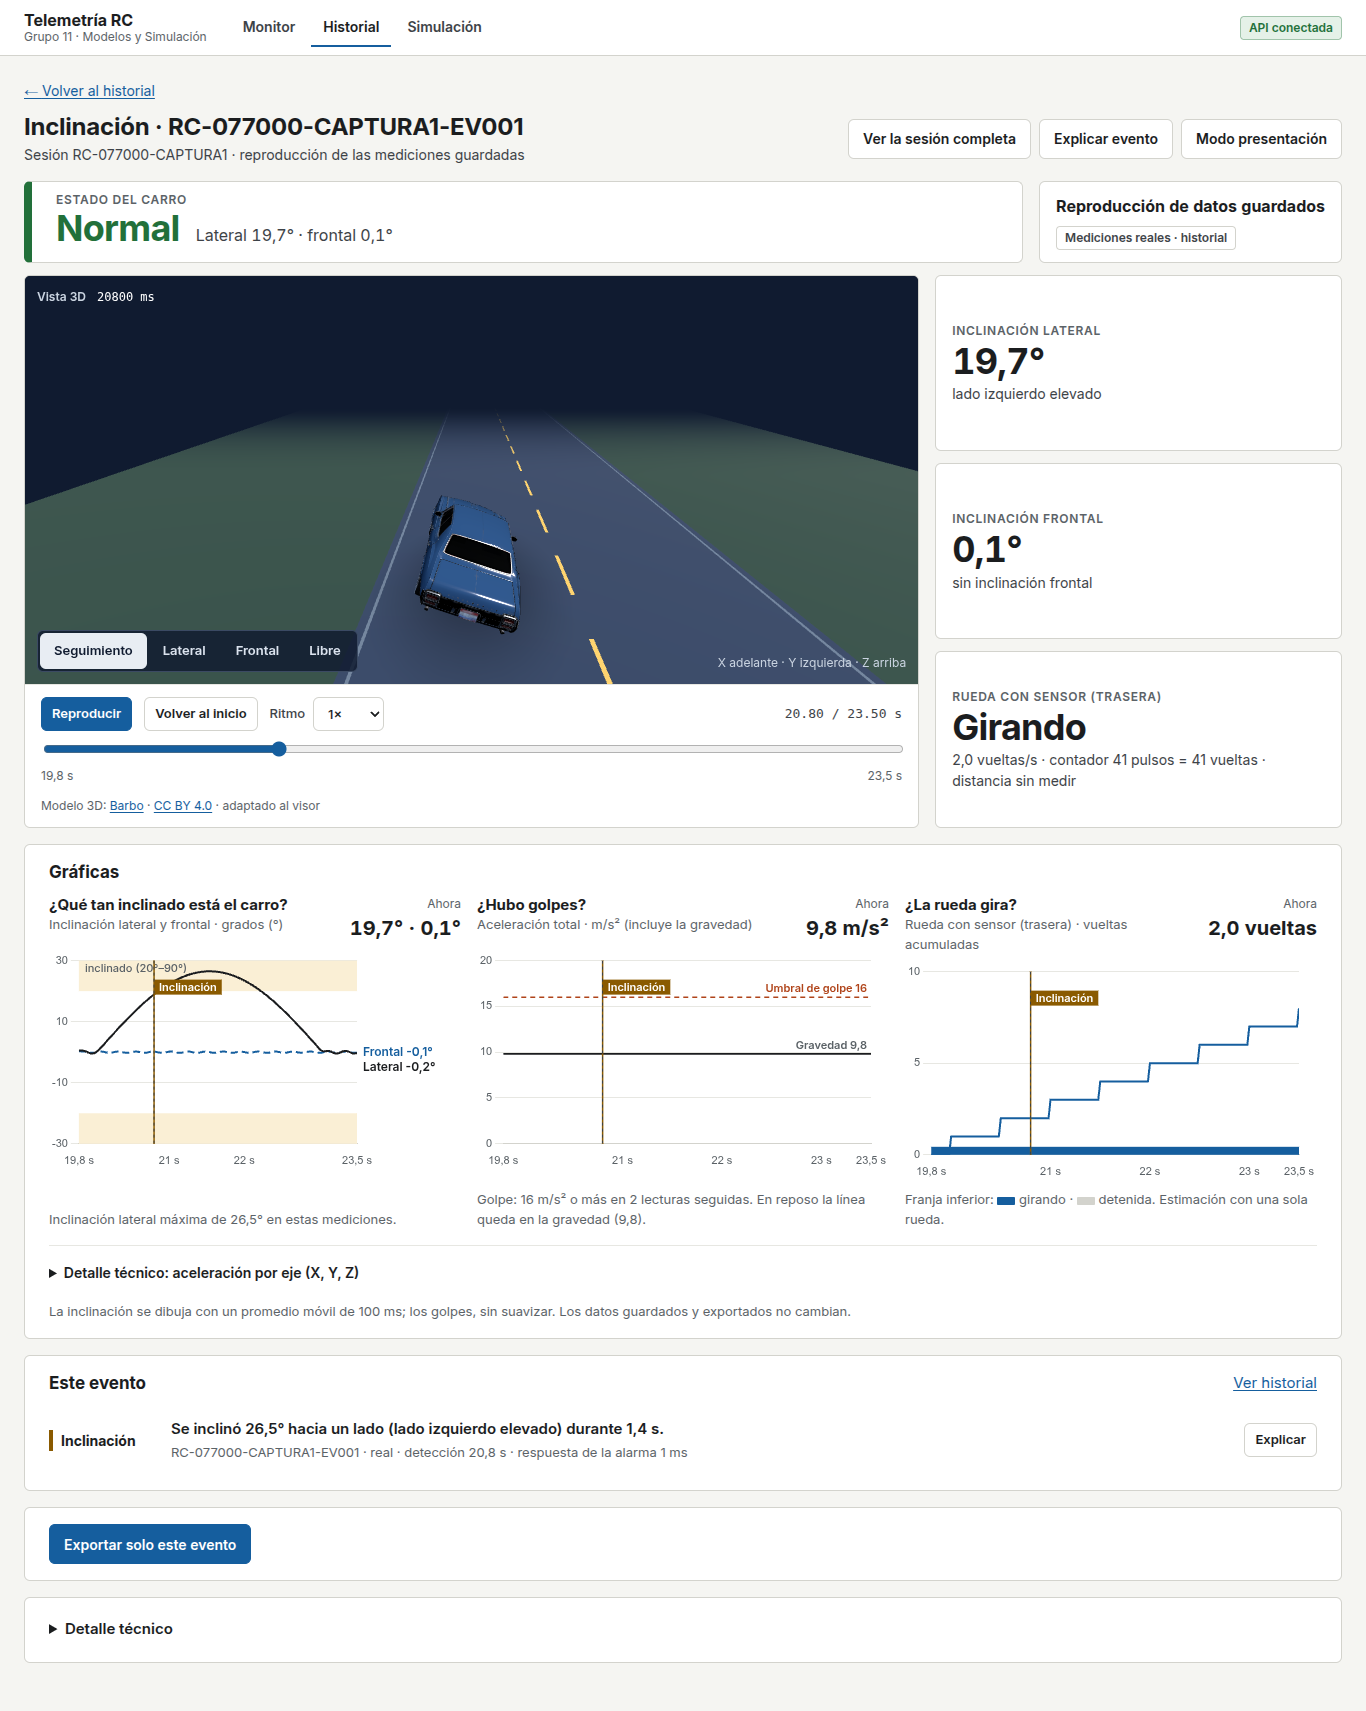 Telemetría RC
Grupo 11 · Modelos y Simulación
Monitor
Historial
Simulación
API conectada
← Volver al historial
Inclinación · RC-077000-CAPTURA1-EV001
Sesión RC-077000-CAPTURA1 · reproducción de las mediciones guardadas
Ver la sesión completa
Explicar evento
Modo presentación
ESTADO DEL CARRO
Normal Lateral 19,7° · frontal 0,1°
Reproducción de datos guardados
Mediciones reales · historial
Vista 3D 20800 ms
Seguimiento
Lateral
Frontal
Libre
X adelante · Y izquierda · Z arriba
Reproducir
Volver al inicio
Ritmo
1×
20.80 / 23.50 s
19,8 s
23,5 s
Modelo 3D: Barbo · CC BY 4.0 · adaptado al visor
INCLINACIÓN LATERAL
19,7°
lado izquierdo elevado
INCLINACIÓN FRONTAL
0,1°
sin inclinación frontal
RUEDA CON SENSOR (TRASERA)
Girando
2,0 vueltas/s · contador 41 pulsos = 41 vueltas ·
distancia sin medir
Gráficas
¿Qué tan inclinado está el carro?
Inclinación lateral y frontal · grados (°)
Ahora
19,7° · 0,1°
30
10
-10
-30
inclinado (20°–90°)
Inclinación
Frontal -0,1°
Lateral -0,2°
19,8 s
21 s
22 s
23,5 s
Inclinación lateral máxima de 26,5° en estas mediciones.
¿Hubo golpes?
Aceleración total · m/s² (incluye la gravedad)
Ahora
9,8 m/s²
20
15
10
5
0
Inclinación
Umbral de golpe 16
Gravedad 9,8
19,8 s
21 s
22 s
23 s
23,5 s
Golpe: 16 m/s² o más en 2 lecturas seguidas. En reposo la línea
queda en la gravedad (9,8).
¿La rueda gira?
Rueda con sensor (trasera) · vueltas
acumuladas
Ahora
2,0 vueltas
10
5
0
Inclinación
19,8 s
21 s
22 s
23 s
23,5 s
Franja inferior: girando · detenida. Estimación con una sola
rueda.
Detalle técnico: aceleración por eje (X, Y, Z)
La inclinación se dibuja con un promedio móvil de 100 ms; los golpes, sin suavizar. Los datos guardados y exportados no cambian.
Este evento
Ver historial
Inclinación
Se inclinó 26,5° hacia un lado (lado izquierdo elevado) durante 1,4 s.
RC-077000-CAPTURA1-EV001 · real · detección 20,8 s · respuesta de la alarma 1 ms
Explicar
Exportar solo este evento
Detalle técnico